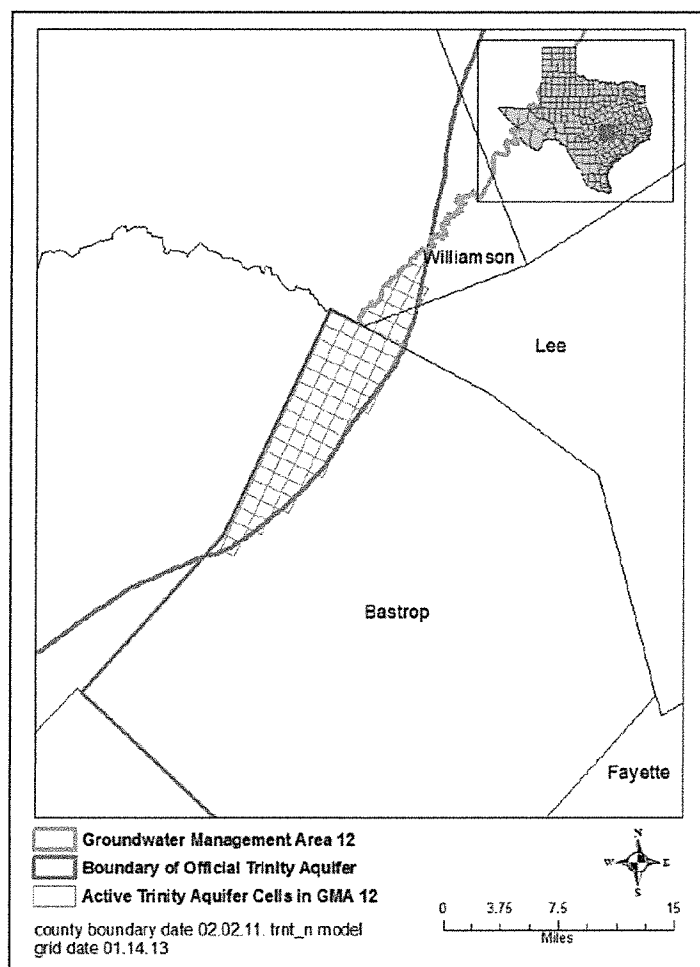 Williamson
Lee
Bastrop
Fayette
Groundwater Management Area 12
Boundary of Official Trinity Aquifer
Active Trinity Aquifer Cells in GMA 12
county boundary date 02.02.11. trnt_n model
grid date 01.14.13
N
W E
S
0 3.75 7.5 15
Miles